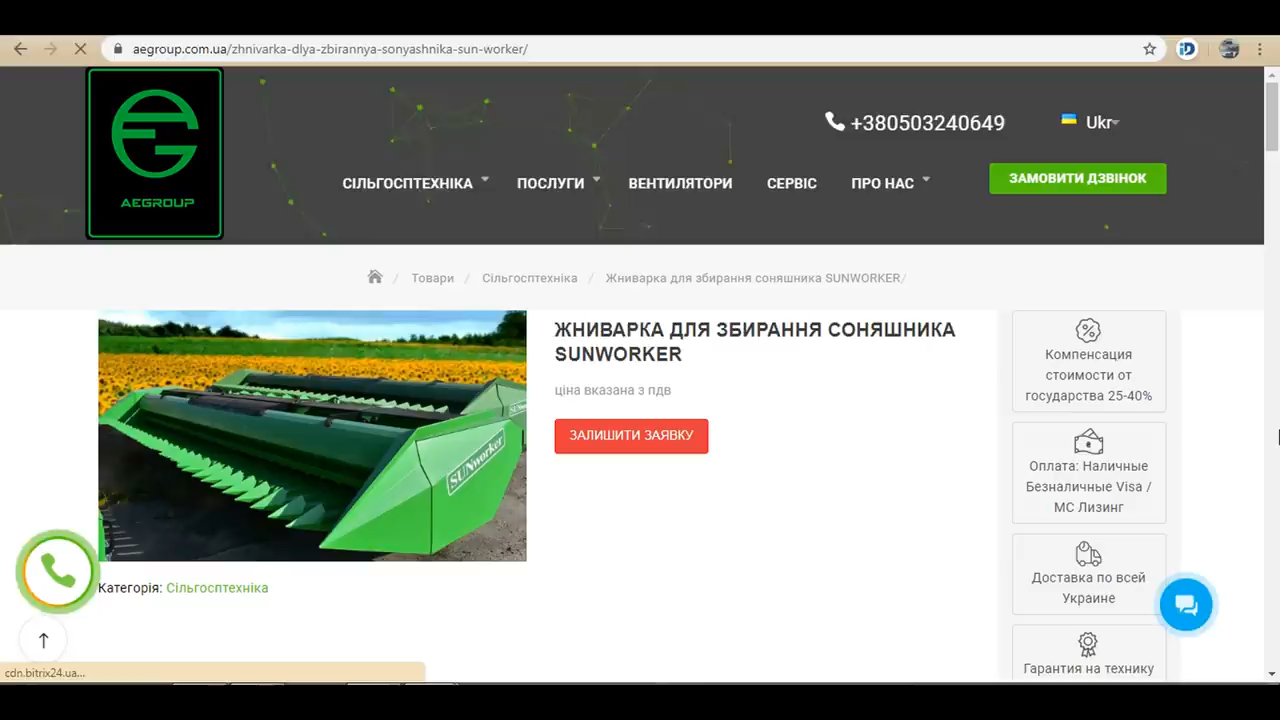 aegroup.com.ua/zhnivarka-dlya-zbirannya-sonyashnika-sun-worker/
+380503240649
Ukr
AEGROUP
СІЛЬГОСПТЕХНІКА
ПОСЛУГИ
ВЕНТИЛЯТОРИ
СЕРВІС
ПРО НАС
ЗАМОВИТИ ДЗВІНОК
/ Товари / Сільгосптехніка / Жниварка для збирання соняшника SUNWORKER/
SUNworker
ЖНИВАРКА ДЛЯ ЗБИРАННЯ СОНЯШНИКА
SUNWORKER
ціна вказана з пдв
ЗАЛИШИТИ ЗАЯВКУ
Категорія: Сільгосптехніка
Компенсация
стоимости от
государства 25-40%
Оплата: Наличные
Безналичные Visa /
МС Лизинг
Доставка по всей
Украине
Гарантия на технику
cdn.bitrix24.ua...